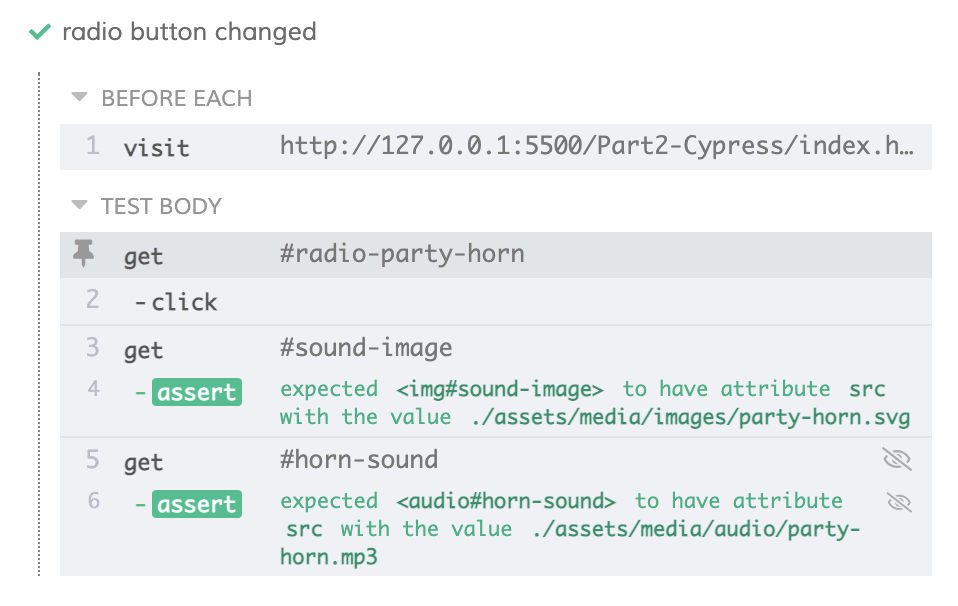 radio button changed
BEFORE EACH
1 visit http://127.0.0.1:5500/Part2-Cypress/index.h…
TEST BODY
get #radio-party-horn
2 -click
3 get #sound-image
4 -assert expected <img#sound-image> to have attribute src
with the value ./assets/media/images/party-horn.svg
5 get #horn-sound
6 -assert expected <audio#horn-sound> to have attribute
src with the value ./assets/media/audio/party-
horn.mp3